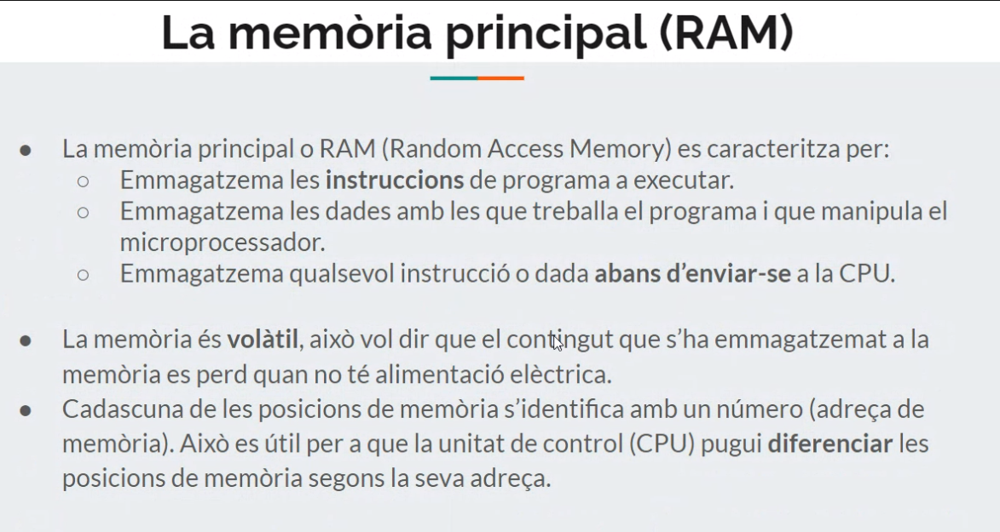 La memòria principal (RAM)
● La memòria principal o RAM (Random Access Memory) es caracteritza per:
○ Emmagatzema les instruccions de programa a executar.
○ Emmagatzema les dades amb les que treballa el programa i que manipula el
microprocessador.
○ Emmagatzema qualsevol instrucció o dada abans d’enviar-se a la CPU.
● La memòria és volàtil, això vol dir que el contingut que s’ha emmagatzemat a la
memòria es perd quan no té alimentació elèctrica.
● Cadascuna de les posicions de memòria s’identifica amb un número (adreça de
memòria). Això es útil per a que la unitat de control (CPU) pugui diferenciar les
posicions de memòria segons la seva adreça.